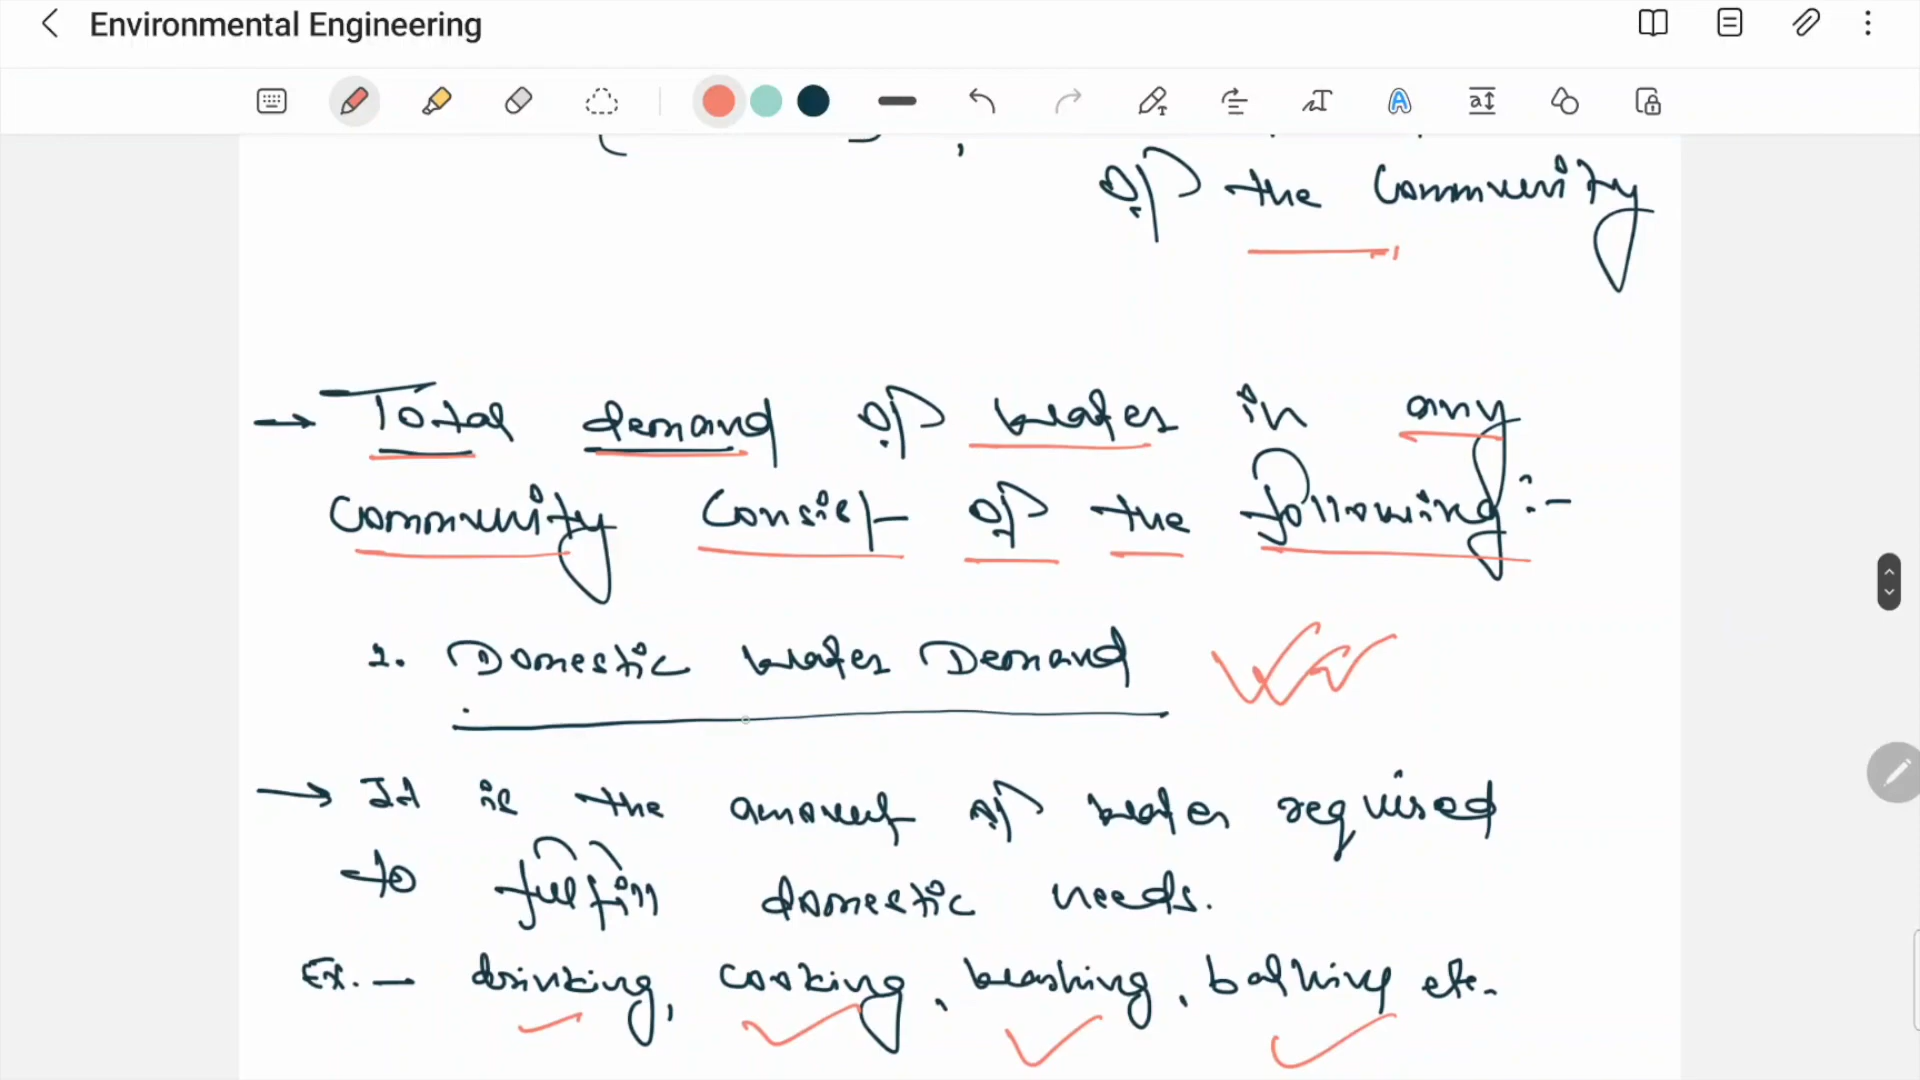 Environmental Engineering
of the Community
→ Total demand of water in any
Community Consist of the following :-
1. Domestic water Demand
→ It is the amount of water required
to fulfill domestic needs.
Ex. - drinking, cooking, washing, bathing etc.